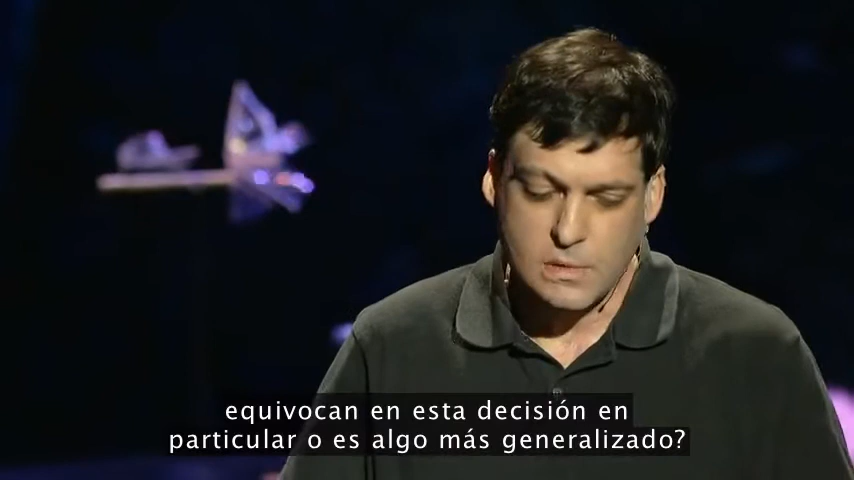 equivocan en esta decisión en
particular o es algo más generalizado?